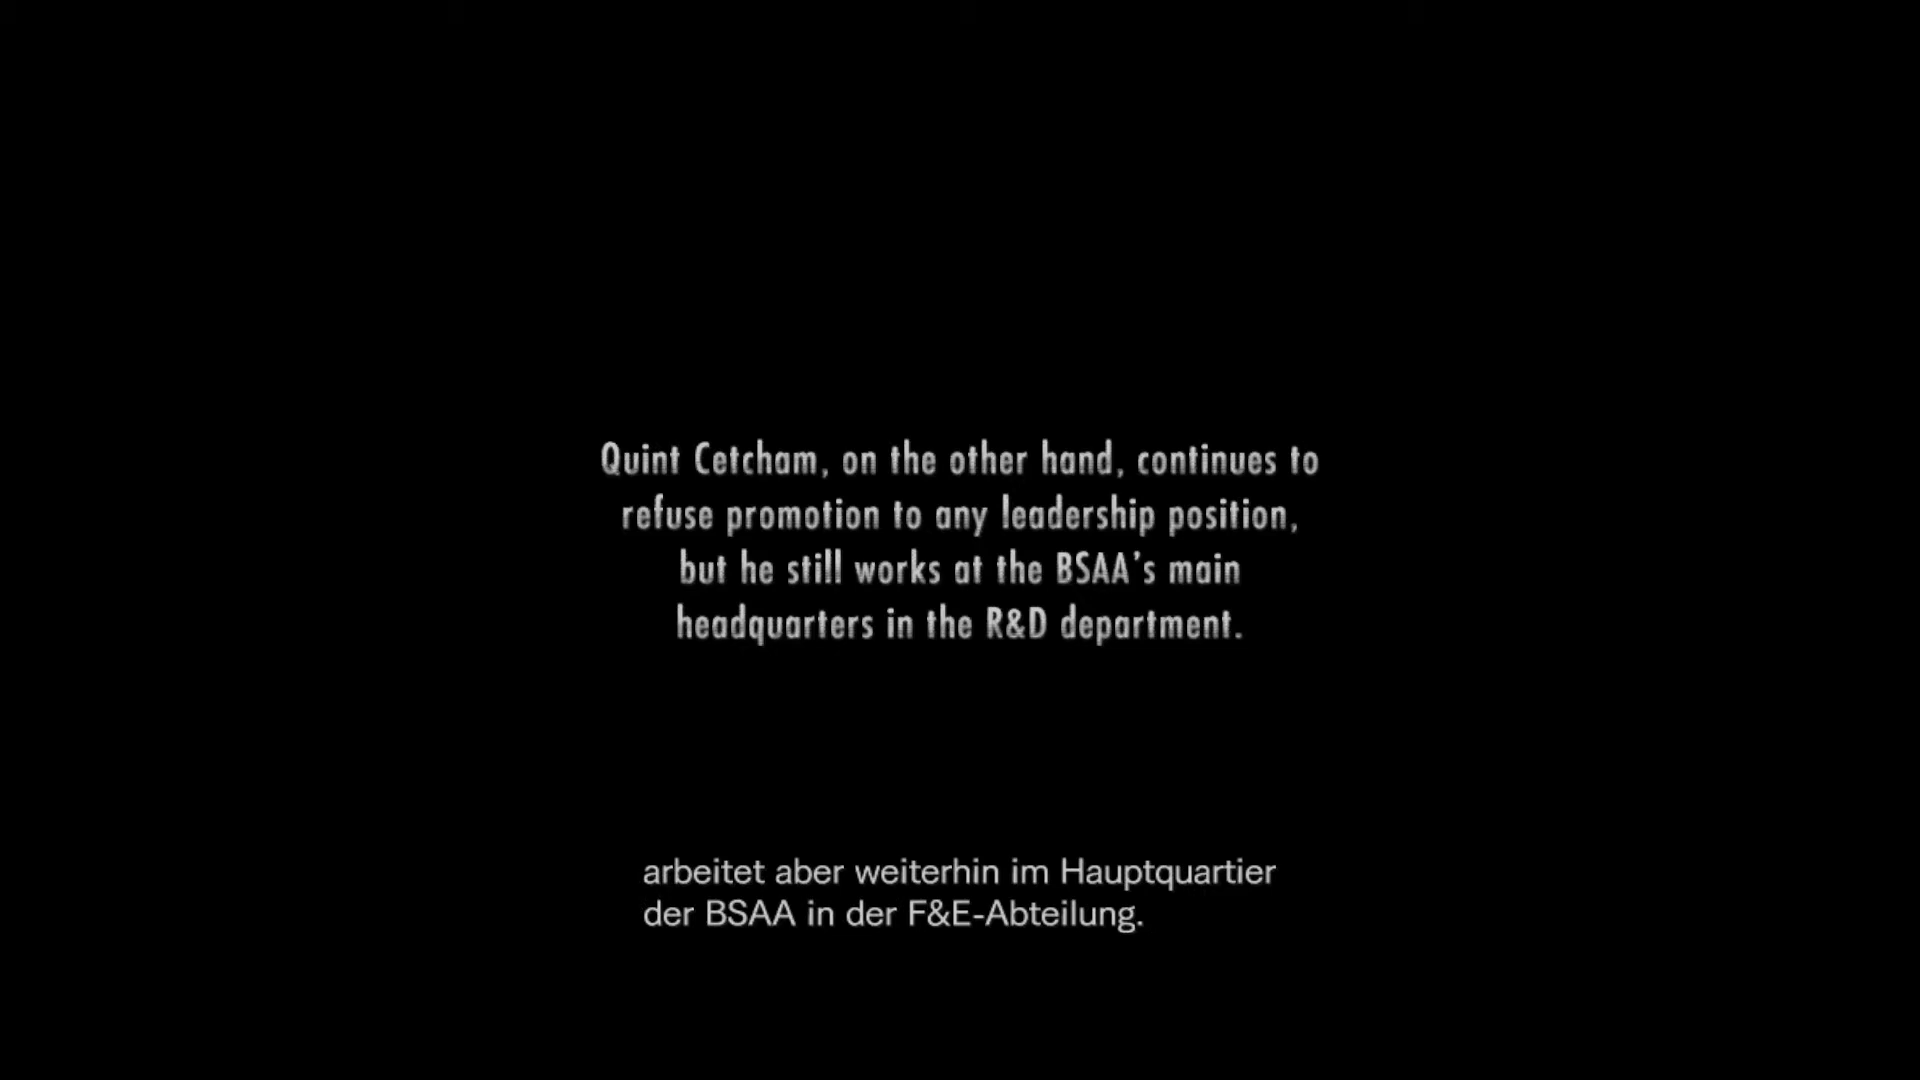 Quint Cetcham, on the other hand, continues to
refuse promotion to any leadership position,
but he still works at the BSAA's main
headquarters in the R&D department.
arbeitet aber weiterhin im Hauptquartier
der BSAA in der F&E-Abteilung.